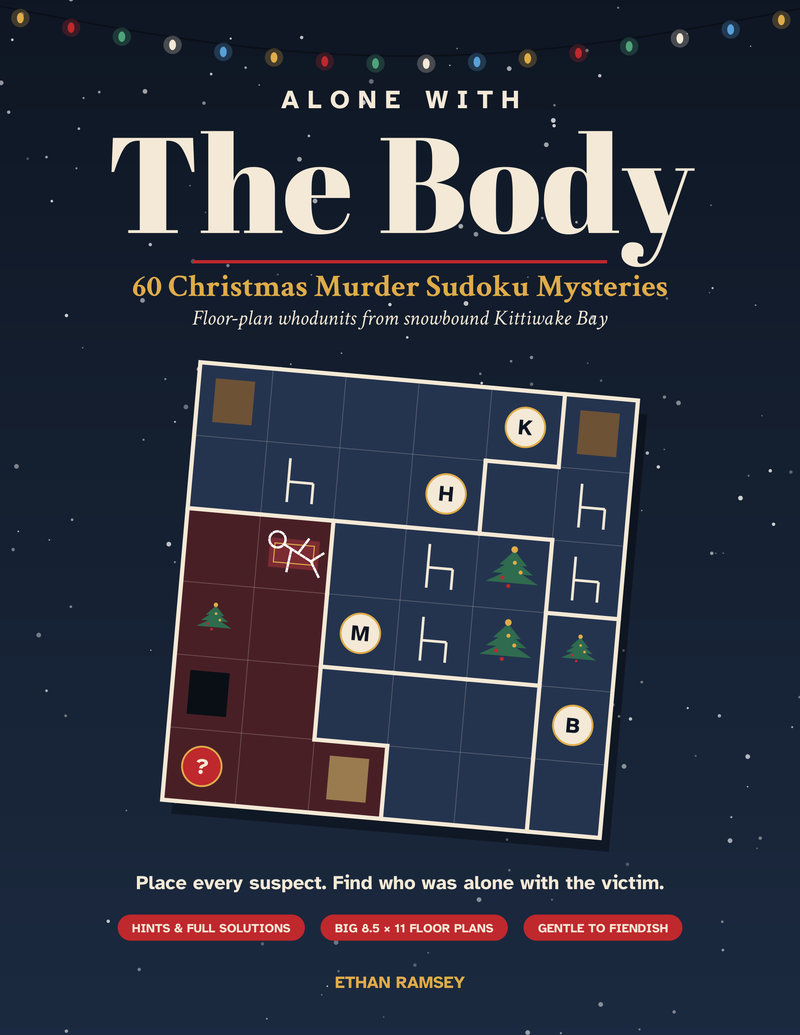 ALONE WITH
The Body
60 Christmas Murder Sudoku Mysteries
Floor-plan whodunits from snowbound Kittiwake Bay
K
H
M
B
?
Place every suspect. Find who was alone with the victim.
HINTS & FULL SOLUTIONS
BIG 8.5 × 11 FLOOR PLANS
GENTLE TO FIENDISH
ETHAN RAMSEY